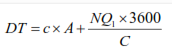 DT = c × A + NQ₁ × 3600 / C